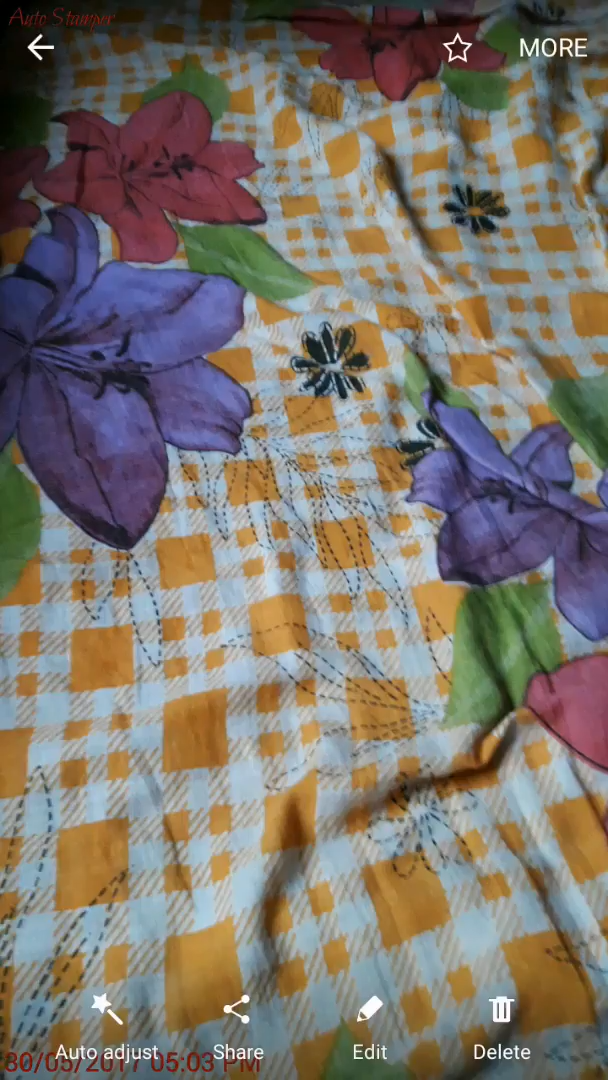 Auto Stamper
MORE
Auto adjust
Share
Edit
Delete
30/05/2017 05:03 PM